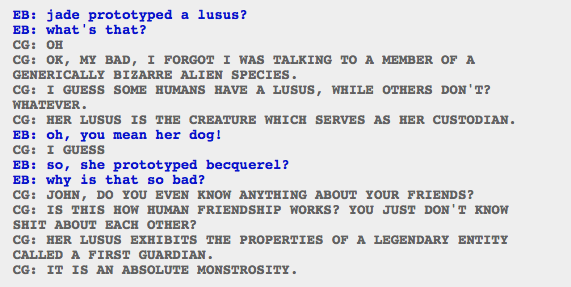 EB: jade prototyped a lusus?
EB: what's that?
CG: OH
CG: OK, MY BAD, I FORGOT I WAS TALKING TO A MEMBER OF A
GENERICALLY BIZARRE ALIEN SPECIES.
CG: I GUESS SOME HUMANS HAVE A LUSUS, WHILE OTHERS DON'T?
WHATEVER.
CG: HER LUSUS IS THE CREATURE WHICH SERVES AS HER CUSTODIAN.
EB: oh, you mean her dog!
CG: I GUESS
EB: so, she prototyped becquerel?
EB: why is that so bad?
CG: JOHN, DO YOU EVEN KNOW ANYTHING ABOUT YOUR FRIENDS?
CG: IS THIS HOW HUMAN FRIENDSHIP WORKS? YOU JUST DON'T KNOW
SHIT ABOUT EACH OTHER?
CG: HER LUSUS EXHIBITS THE PROPERTIES OF A LEGENDARY ENTITY
CALLED A FIRST GUARDIAN.
CG: IT IS AN ABSOLUTE MONSTROSITY.